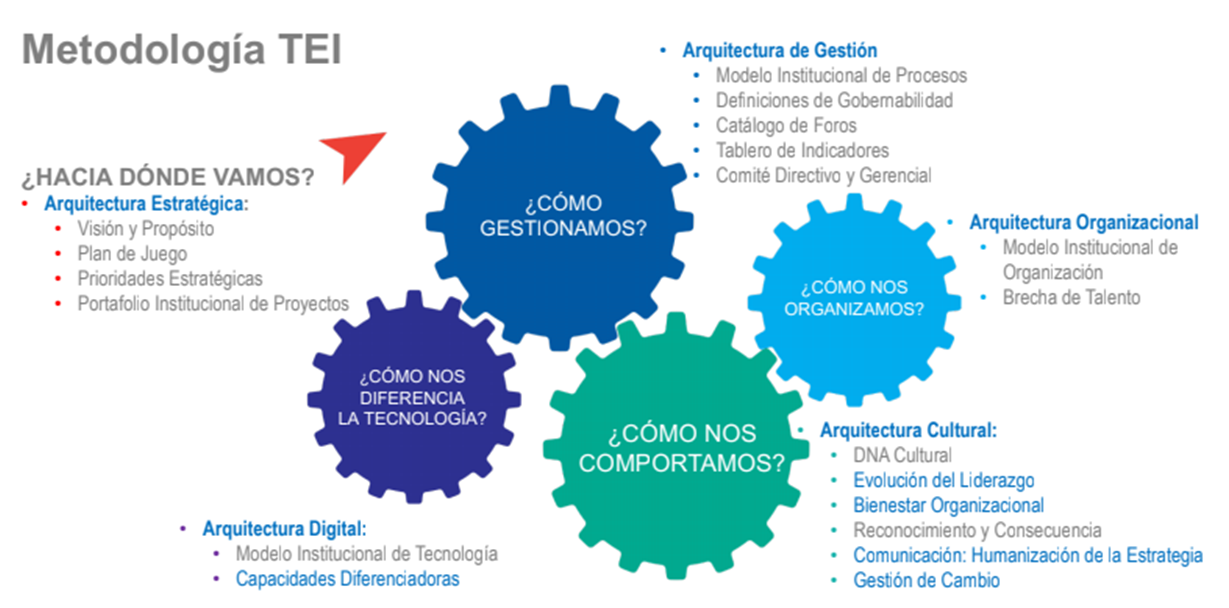 Metodología TEI
¿HACIA DÓNDE VAMOS?
• Arquitectura Estratégica:
• Visión y Propósito
• Plan de Juego
• Prioridades Estratégicas
• Portafolio Institucional de Proyectos
¿CÓMO
GESTIONAMOS?
• Arquitectura de Gestión
• Modelo Institucional de Procesos
• Definiciones de Gobernabilidad
• Catálogo de Foros
• Tablero de Indicadores
• Comité Directivo y Gerencial
¿CÓMO NOS
ORGANIZAMOS?
• Arquitectura Organizacional
• Modelo Institucional de
Organización
• Brecha de Talento
¿CÓMO NOS
DIFERENCIA
LA TECNOLOGÍA?
• Arquitectura Digital:
• Modelo Institucional de Tecnología
• Capacidades Diferenciadoras
¿CÓMO NOS
COMPORTAMOS?
• Arquitectura Cultural:
• DNA Cultural
• Evolución del Liderazgo
• Bienestar Organizacional
• Reconocimiento y Consecuencia
• Comunicación: Humanización de la Estrategia
• Gestión de Cambio